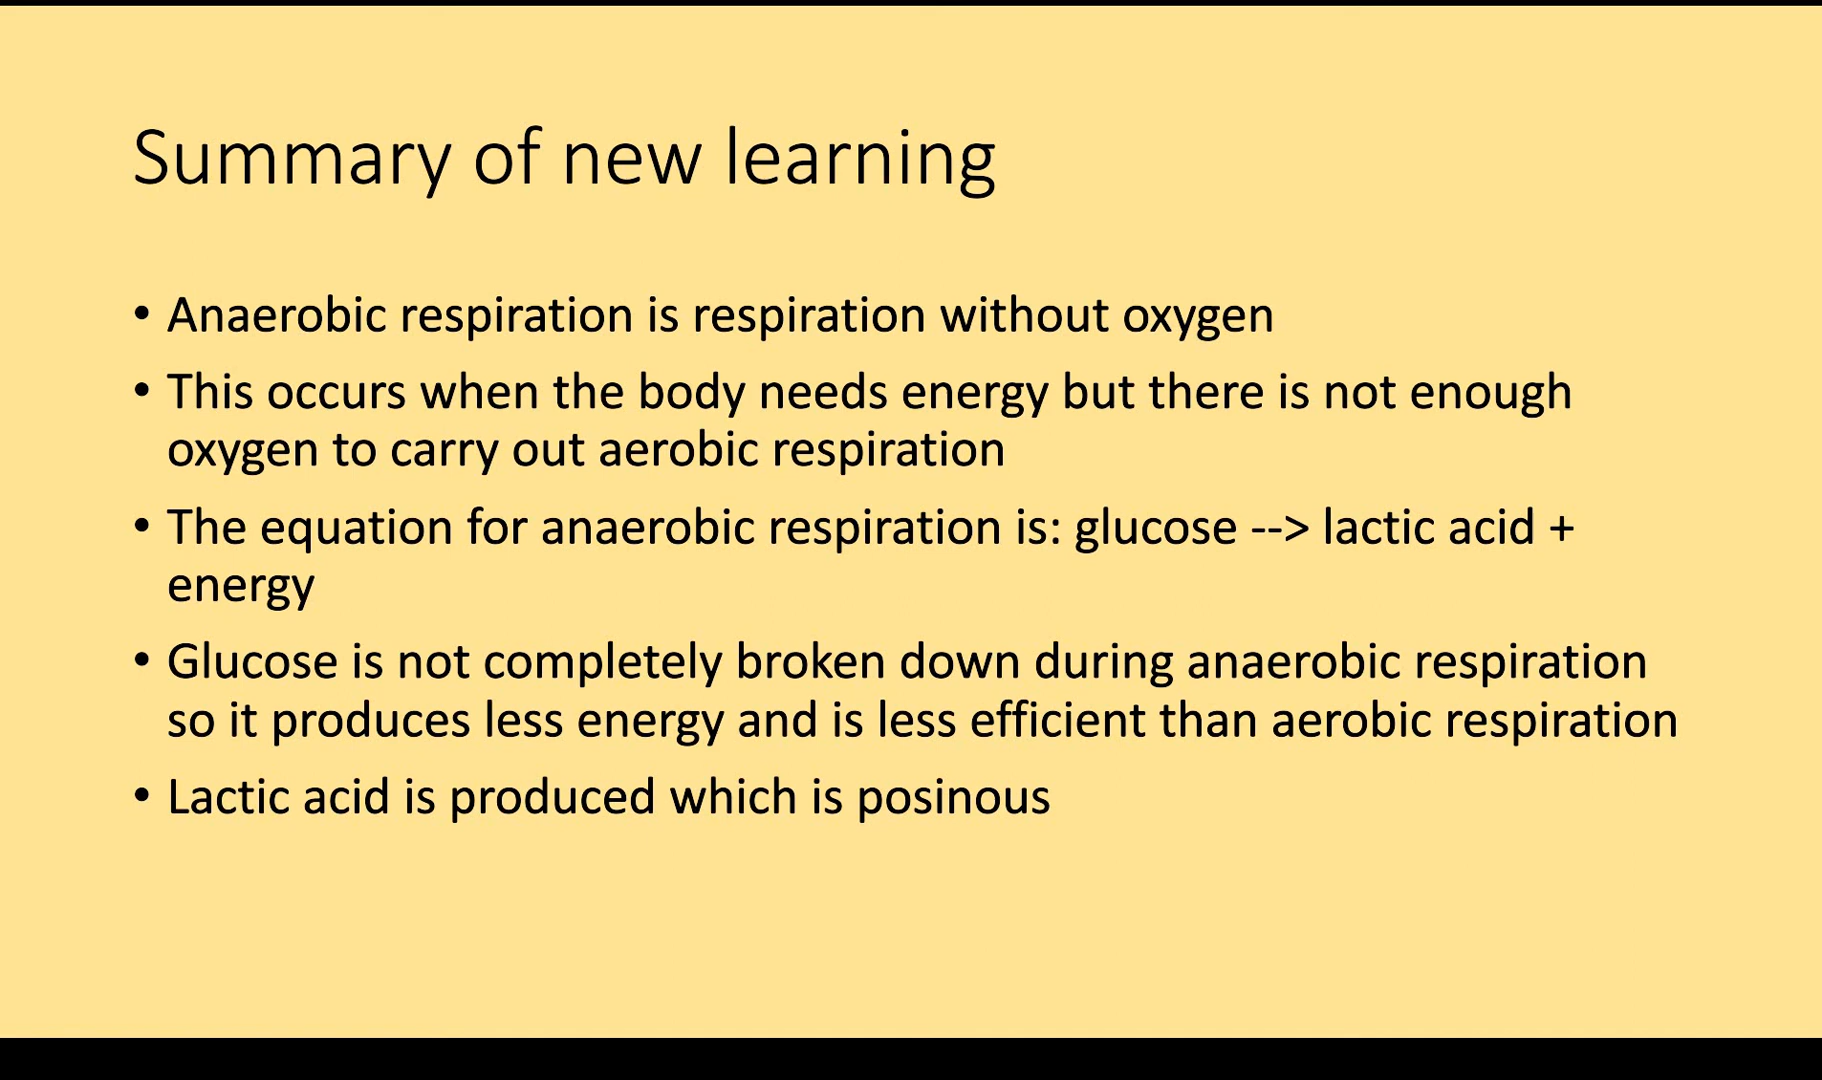 Summary of new learning
• Anaerobic respiration is respiration without oxygen
• This occurs when the body needs energy but there is not enough
oxygen to carry out aerobic respiration
• The equation for anaerobic respiration is: glucose --> lactic acid +
energy
• Glucose is not completely broken down during anaerobic respiration
so it produces less energy and is less efficient than aerobic respiration
• Lactic acid is produced which is posinous